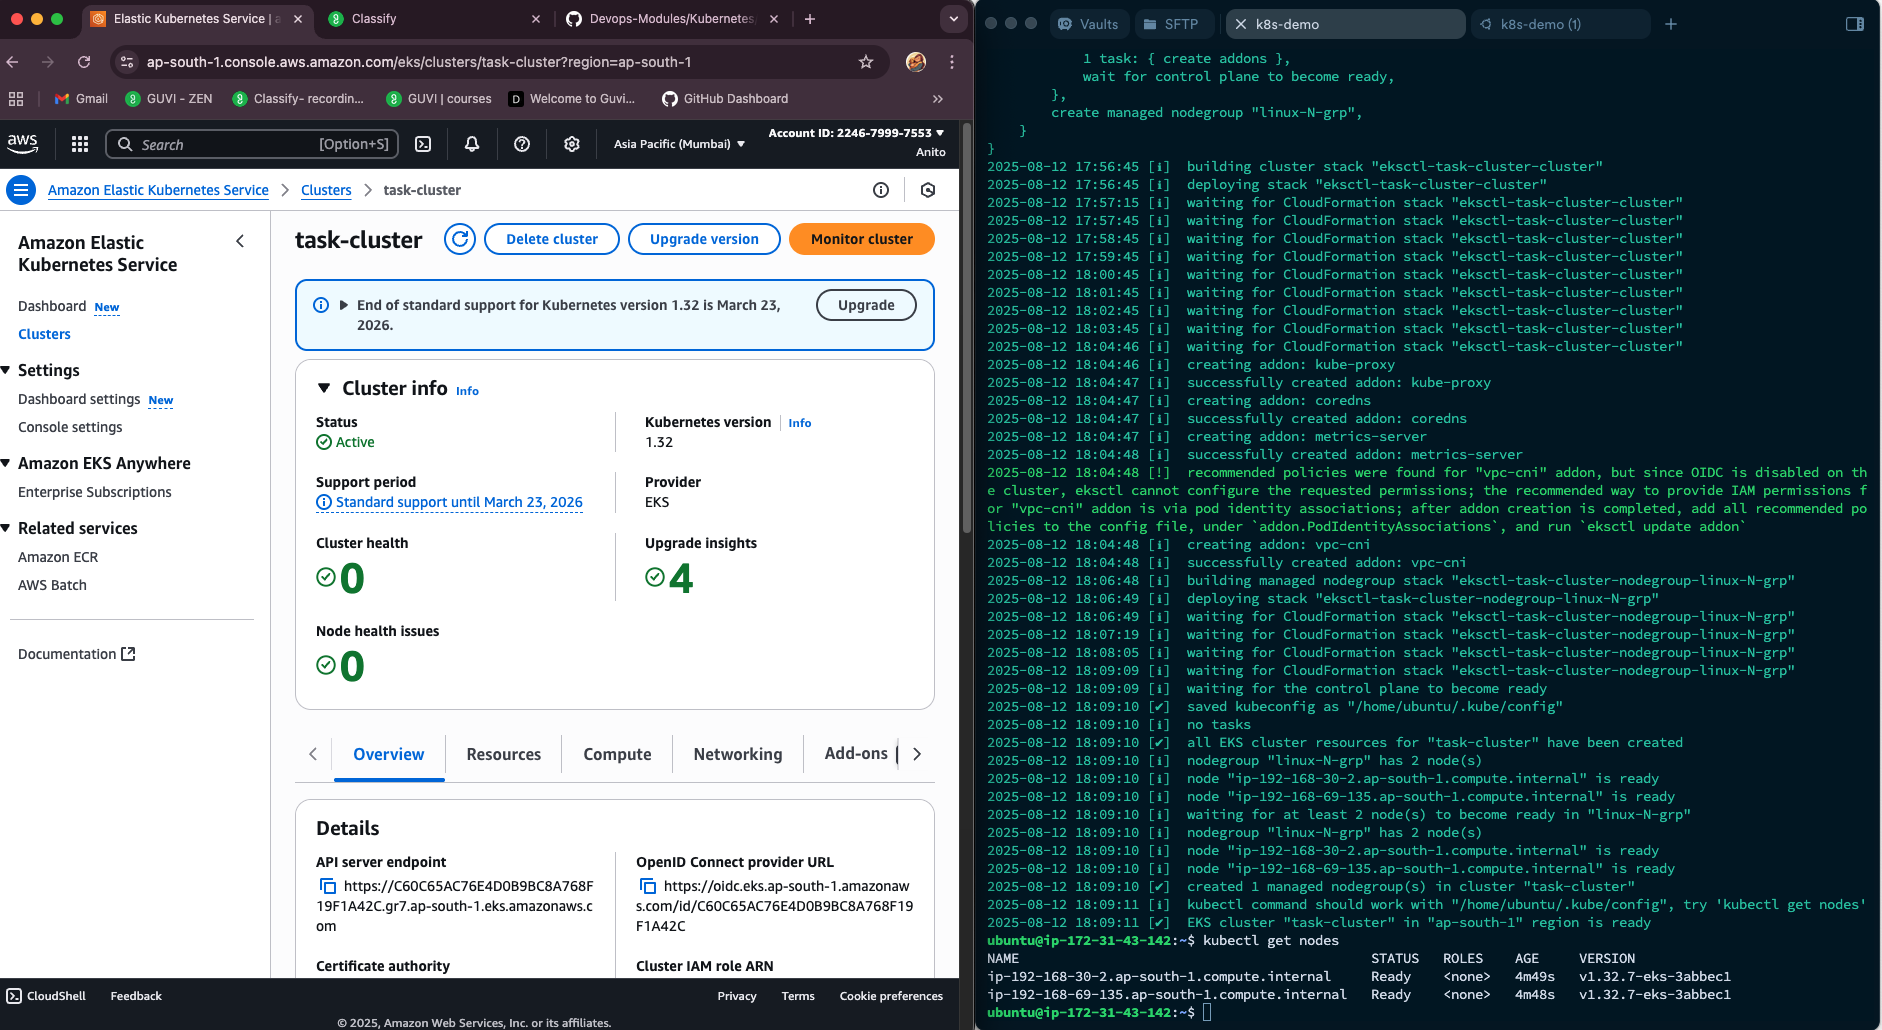 Elastic Kubernetes Service | a
Classify
Devops-Modules/Kubernetes
ap-south-1.console.aws.amazon.com/eks/clusters/task-cluster?region=ap-south-1
Gmail
GUVI - ZEN
Classify- recordin...
GUVI | courses
Welcome to Guvi...
GitHub Dashboard
»
aws
Search
[Option+S]
Asia Pacific (Mumbai)
Account ID: 2246-7999-7553
Anito
Amazon Elastic Kubernetes Service
Clusters
task-cluster
Amazon Elastic
Kubernetes Service
Dashboard New
Clusters
Settings
Dashboard settings New
Console settings
Amazon EKS Anywhere
Enterprise Subscriptions
Related services
Amazon ECR
AWS Batch
Documentation
task-cluster
Delete cluster
Upgrade version
Monitor cluster
End of standard support for Kubernetes version 1.32 is March 23,
2026.
Upgrade
Cluster info Info
Status
Active
Kubernetes version Info
1.32
Support period
Standard support until March 23, 2026
Provider
EKS
Cluster health
0
Upgrade insights
4
Node health issues
0
Overview
Resources
Compute
Networking
Add-ons
Details
API server endpoint
https://C60C65AC76E4D0B9BC8A768F
19F1A42C.gr7.ap-south-1.eks.amazonaws.c
om
OpenID Connect provider URL
https://oidc.eks.ap-south-1.amazonaw
s.com/id/C60C65AC76E4D0B9BC8A768F19
F1A42C
Certificate authority
Cluster IAM role ARN
CloudShell
Feedback
Privacy
Terms
Cookie preferences
© 2025, Amazon Web Services, Inc. or its affiliates.
Vaults
SFTP
k8s-demo
k8s-demo (1)
1 task: { create addons },
wait for control plane to become ready,
},
create managed nodegroup "linux-N-grp",
}
}
2025-08-12 17:56:45 [ℹ]  building cluster stack "eksctl-task-cluster-cluster"
2025-08-12 17:56:45 [ℹ]  deploying stack "eksctl-task-cluster-cluster"
2025-08-12 17:57:15 [ℹ]  waiting for CloudFormation stack "eksctl-task-cluster-cluster"
2025-08-12 17:57:45 [ℹ]  waiting for CloudFormation stack "eksctl-task-cluster-cluster"
2025-08-12 17:58:45 [ℹ]  waiting for CloudFormation stack "eksctl-task-cluster-cluster"
2025-08-12 17:59:45 [ℹ]  waiting for CloudFormation stack "eksctl-task-cluster-cluster"
2025-08-12 18:00:45 [ℹ]  waiting for CloudFormation stack "eksctl-task-cluster-cluster"
2025-08-12 18:01:45 [ℹ]  waiting for CloudFormation stack "eksctl-task-cluster-cluster"
2025-08-12 18:02:45 [ℹ]  waiting for CloudFormation stack "eksctl-task-cluster-cluster"
2025-08-12 18:03:45 [ℹ]  waiting for CloudFormation stack "eksctl-task-cluster-cluster"
2025-08-12 18:04:46 [ℹ]  waiting for CloudFormation stack "eksctl-task-cluster-cluster"
2025-08-12 18:04:46 [ℹ]  creating addon: kube-proxy
2025-08-12 18:04:47 [ℹ]  successfully created addon: kube-proxy
2025-08-12 18:04:47 [ℹ]  creating addon: coredns
2025-08-12 18:04:47 [ℹ]  successfully created addon: coredns
2025-08-12 18:04:47 [ℹ]  creating addon: metrics-server
2025-08-12 18:04:48 [ℹ]  successfully created addon: metrics-server
2025-08-12 18:04:48 [!]  recommended policies were found for "vpc-cni" addon, but since OIDC is disabled on th
e cluster, eksctl cannot configure the requested permissions; the recommended way to provide IAM permissions f
or "vpc-cni" addon is via pod identity associations; after addon creation is completed, add all recommended po
licies to the config file, under `addon.PodIdentityAssociations`, and run `eksctl update addon`
2025-08-12 18:04:48 [ℹ]  creating addon: vpc-cni
2025-08-12 18:04:48 [ℹ]  successfully created addon: vpc-cni
2025-08-12 18:06:48 [ℹ]  building managed nodegroup stack "eksctl-task-cluster-nodegroup-linux-N-grp"
2025-08-12 18:06:49 [ℹ]  deploying stack "eksctl-task-cluster-nodegroup-linux-N-grp"
2025-08-12 18:06:49 [ℹ]  waiting for CloudFormation stack "eksctl-task-cluster-nodegroup-linux-N-grp"
2025-08-12 18:07:19 [ℹ]  waiting for CloudFormation stack "eksctl-task-cluster-nodegroup-linux-N-grp"
2025-08-12 18:08:05 [ℹ]  waiting for CloudFormation stack "eksctl-task-cluster-nodegroup-linux-N-grp"
2025-08-12 18:09:09 [ℹ]  waiting for CloudFormation stack "eksctl-task-cluster-nodegroup-linux-N-grp"
2025-08-12 18:09:09 [ℹ]  waiting for the control plane to become ready
2025-08-12 18:09:10 [✔]  saved kubeconfig as "/home/ubuntu/.kube/config"
2025-08-12 18:09:10 [ℹ]  no tasks
2025-08-12 18:09:10 [✔]  all EKS cluster resources for "task-cluster" have been created
2025-08-12 18:09:10 [ℹ]  nodegroup "linux-N-grp" has 2 node(s)
2025-08-12 18:09:10 [ℹ]  node "ip-192-168-30-2.ap-south-1.compute.internal" is ready
2025-08-12 18:09:10 [ℹ]  node "ip-192-168-69-135.ap-south-1.compute.internal" is ready
2025-08-12 18:09:10 [ℹ]  waiting for at least 2 node(s) to become ready in "linux-N-grp"
2025-08-12 18:09:10 [ℹ]  nodegroup "linux-N-grp" has 2 node(s)
2025-08-12 18:09:10 [ℹ]  node "ip-192-168-30-2.ap-south-1.compute.internal" is ready
2025-08-12 18:09:10 [ℹ]  node "ip-192-168-69-135.ap-south-1.compute.internal" is ready
2025-08-12 18:09:10 [✔]  created 1 managed nodegroup(s) in cluster "task-cluster"
2025-08-12 18:09:11 [ℹ]  kubectl command should work with "/home/ubuntu/.kube/config", try 'kubectl get nodes'
2025-08-12 18:09:11 [✔]  EKS cluster "task-cluster" in "ap-south-1" region is ready
ubuntu@ip-172-31-43-142:~$ kubectl get nodes
NAME STATUS ROLES AGE VERSION
ip-192-168-30-2.ap-south-1.compute.internal Ready <none> 4m49s v1.32.7-eks-3abbec1
ip-192-168-69-135.ap-south-1.compute.internal Ready <none> 4m48s v1.32.7-eks-3abbec1
ubuntu@ip-172-31-43-142:~$